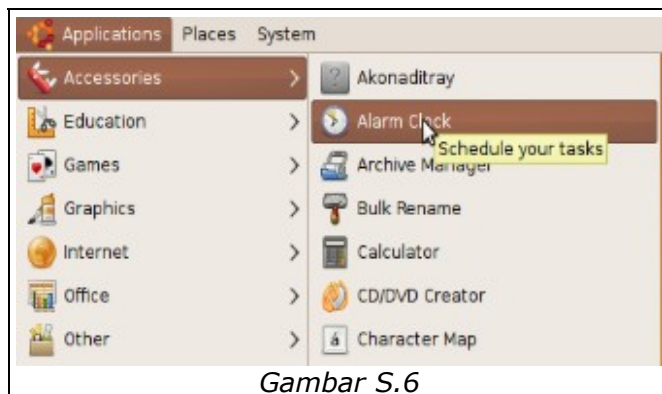 Applications Places System
Accessories > Akonaditray
Education > Alarm Clock
Schedule your tasks
Games > Archive Manager
Graphics > Bulk Rename
Internet > Calculator
Office > CD/DVD Creator
Other > Character Map
Gambar S.6